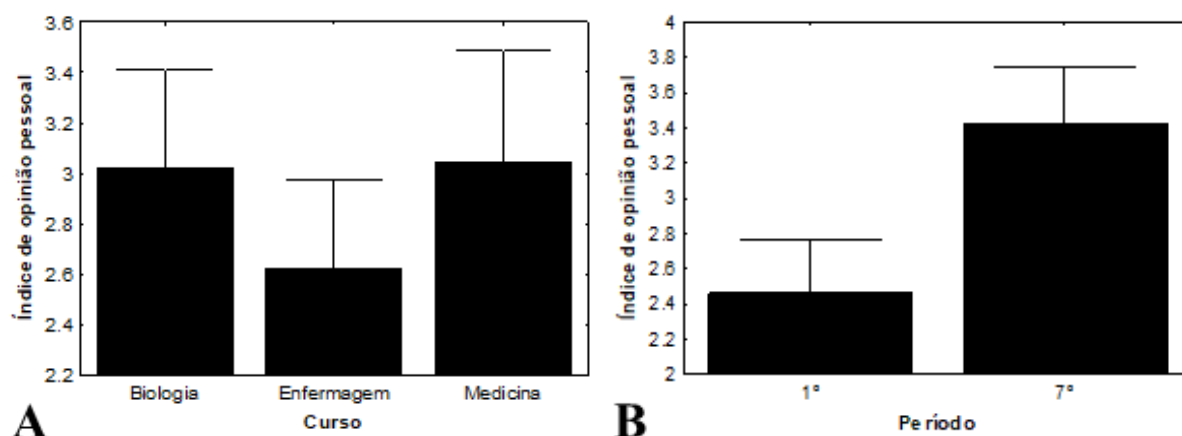 Índice de opinião pessoal
3.6
3.4
3.2
3
2.8
2.6
2.4
2.2
Biologia Enfermagem Medicina
Curso
A
Índice de opinião pessoal
4
3.8
3.6
3.4
3.2
3
2.8
2.6
2.4
2.2
2
1° 7°
Período
B